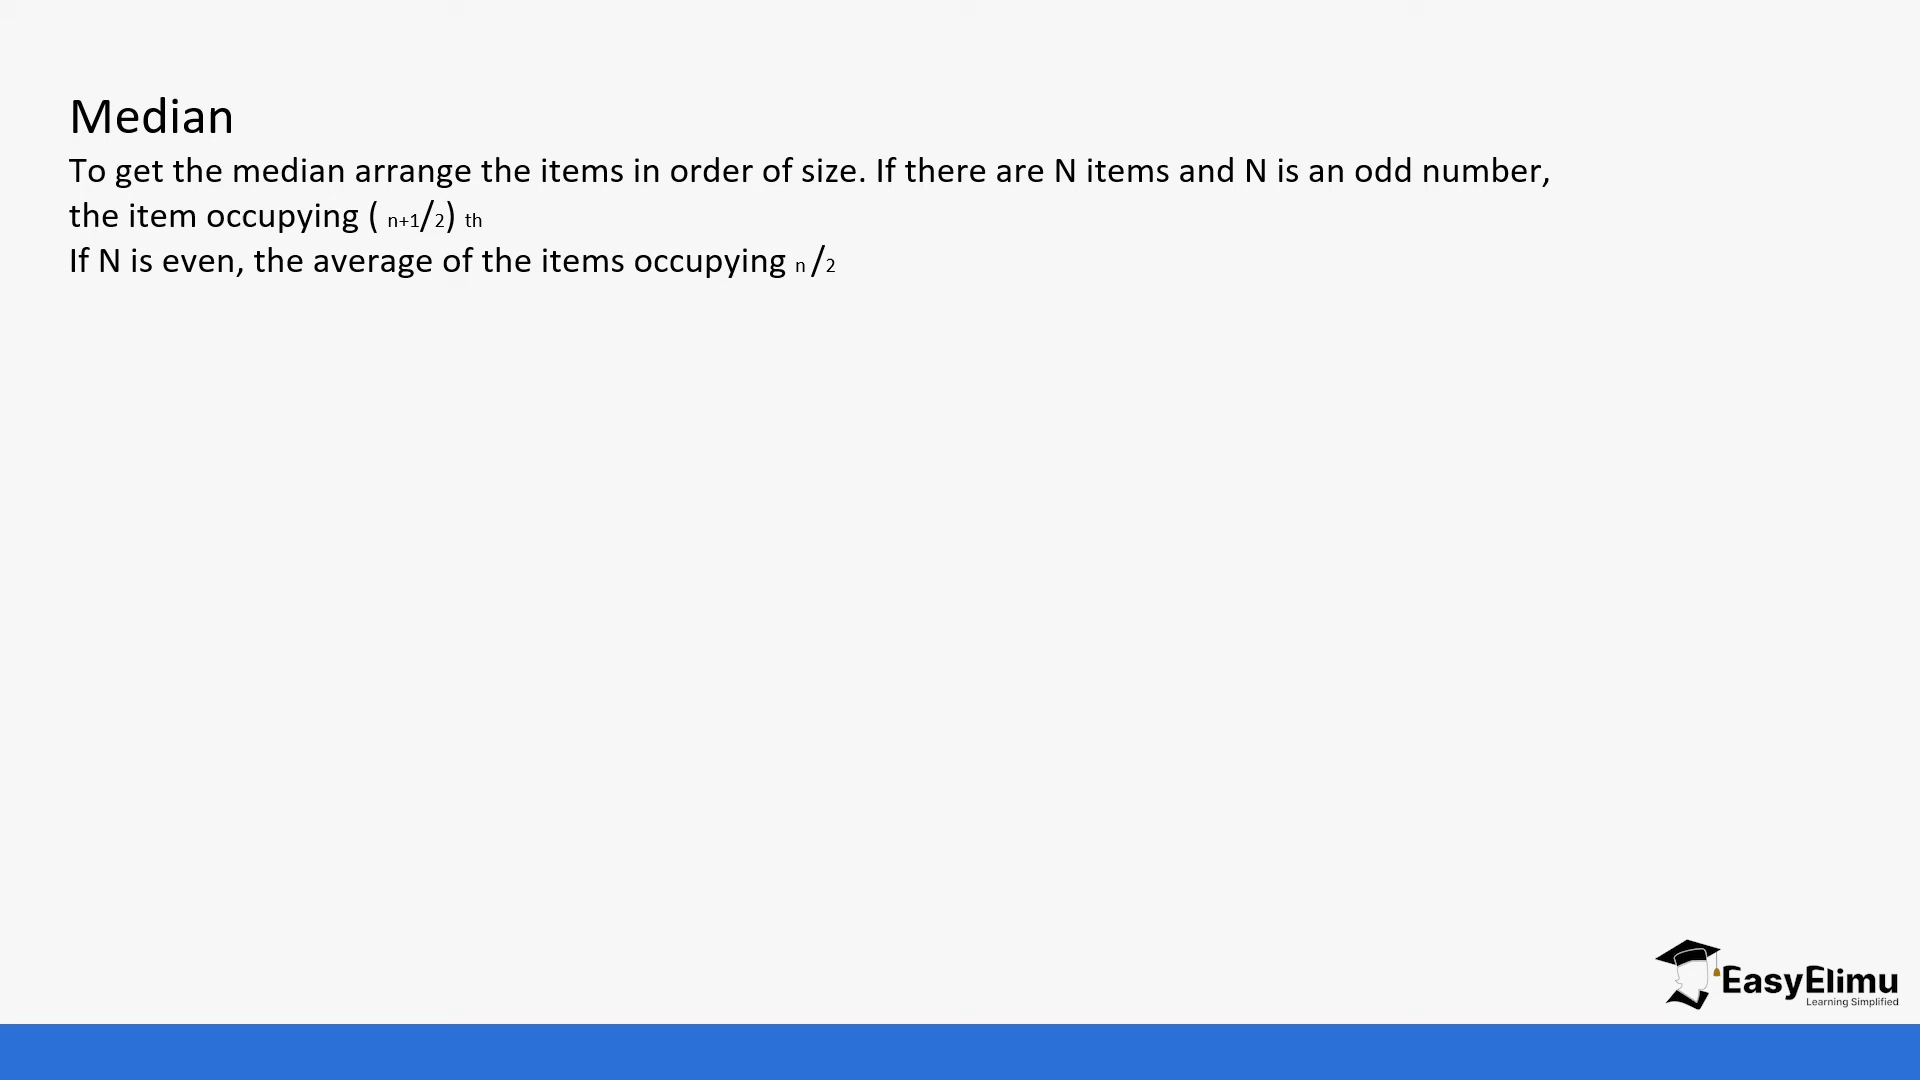 Median
To get the median arrange the items in order of size. If there are N items and N is an odd number,
the item occupying ( n+1/2) th
If N is even, the average of the items occupying n /2
EasyElimu
Learning Simplified